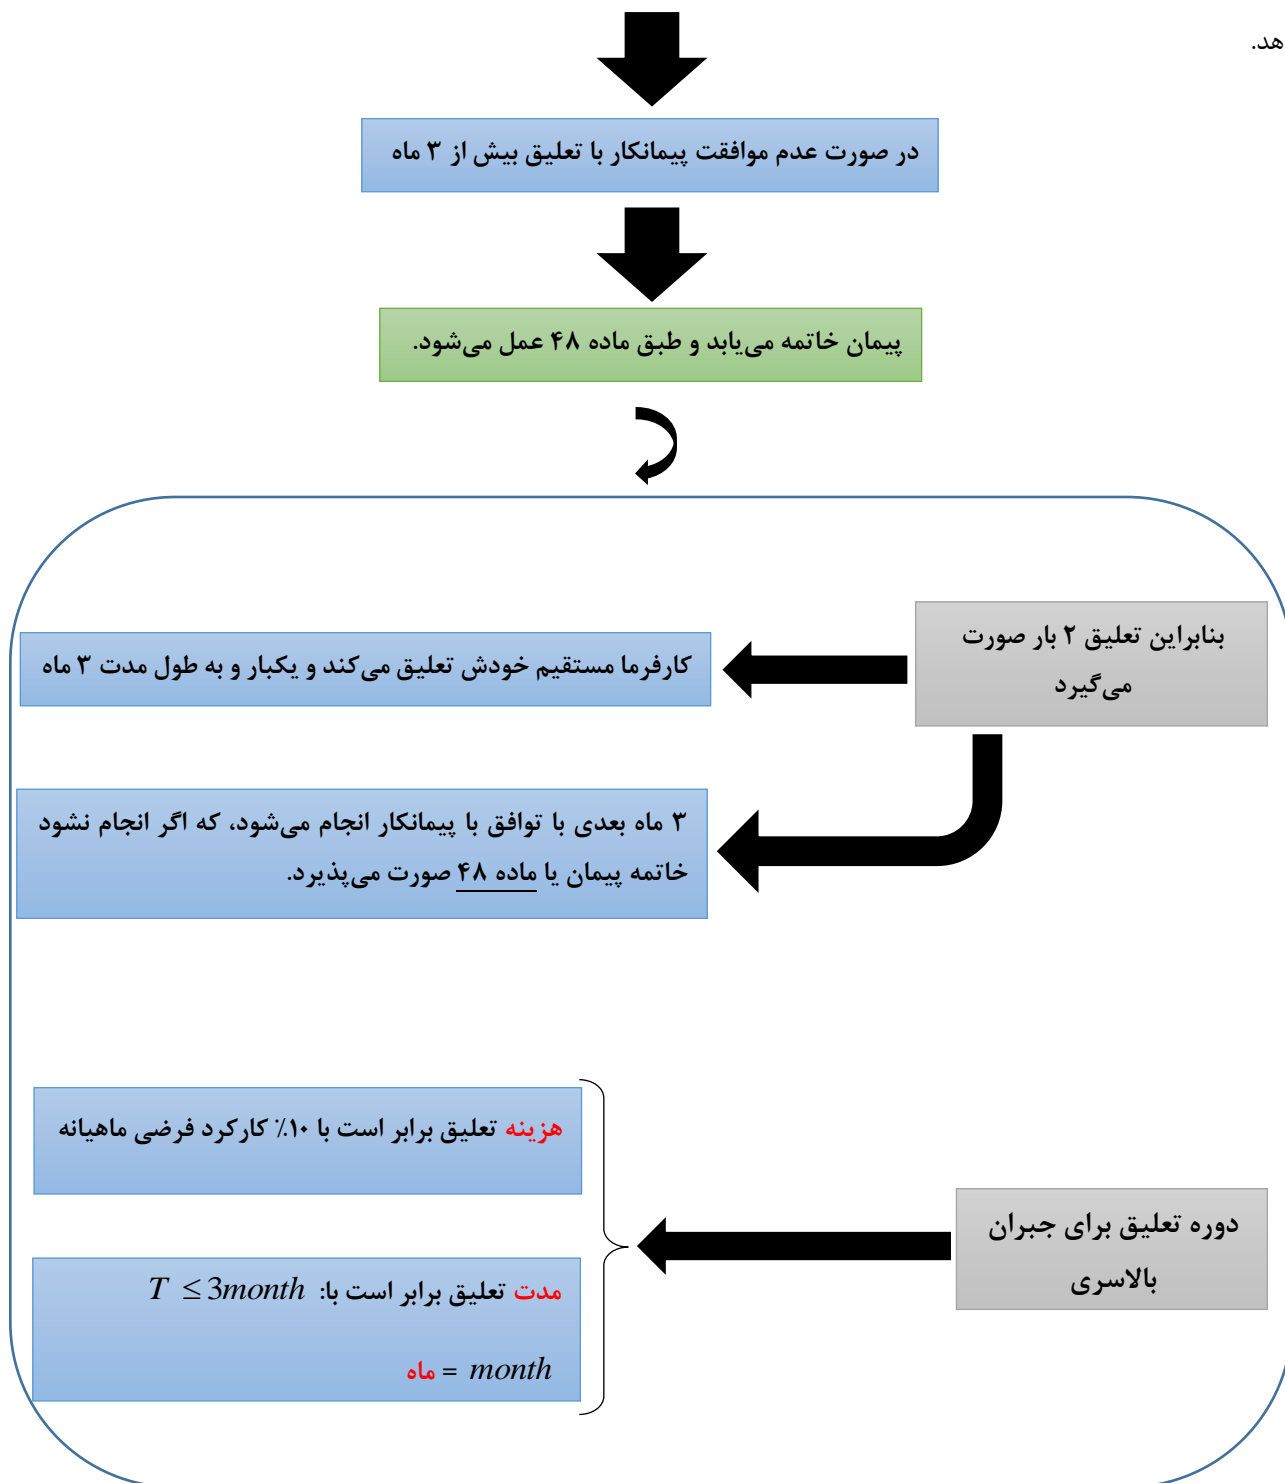 هد.
در صورت عدم موافقت پیمانکار با تعلیق بیش از ۳ ماه
پیمان خاتمه می‌یابد و طبق ماده ۴۸ عمل می‌شود.
بنابراین تعلیق ۲ بار صورت
می‌گیرد
کارفرما مستقیم خودش تعلیق می‌کند و یکبار و به طول مدت ۳ ماه
۳ ماه بعدی با توافق با پیمانکار انجام می‌شود، که اگر انجام نشود
خاتمه پیمان یا ماده ۴۸ صورت می‌پذیرد.
دوره تعلیق برای جبران
بالاسری
هزینه تعلیق برابر است با ۱۰٪ کارکرد فرضی ماهیانه
مدت تعلیق برابر است با: T ≤ 3month
month = ماه